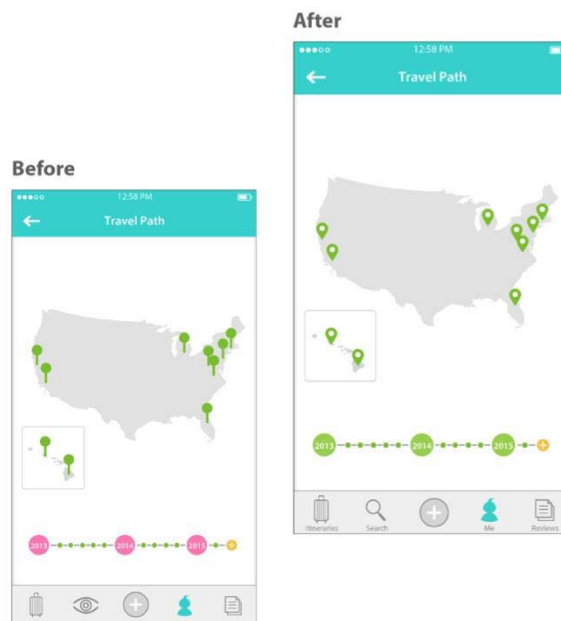 After
12:58 PM
Travel Path
2013
2014
2015
Itineraries
Search
Me
Reviews
Before
12:58 PM
Travel Path
2013
2014
2015